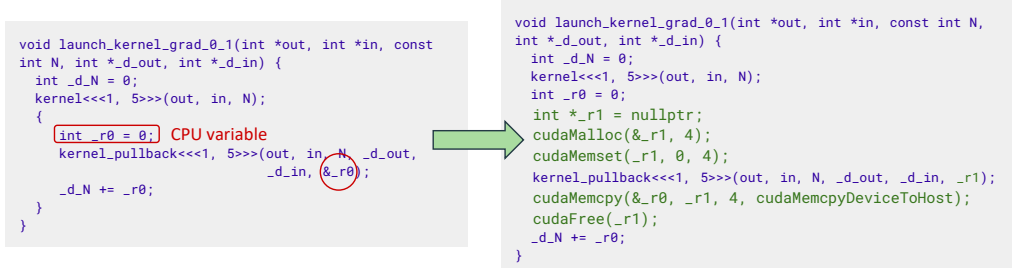 void launch_kernel_grad_0_1(int *out, int *in, const
int N, int *_d_out, int *_d_in) {
int _d_N = 0;
kernel<<<1, 5>>>(out, in, N);
{
int _r0 = 0; CPU variable
kernel_pullback<<<1, 5>>>(out, in, N, _d_out,
_d_in, &_r0);
_d_N += _r0;
}
}
void launch_kernel_grad_0_1(int *out, int *in, const int N,
int *_d_out, int *_d_in) {
int _d_N = 0;
kernel<<<1, 5>>>(out, in, N);
int _r0 = 0;
int *_r1 = nullptr;
cudaMalloc(&_r1, 4);
cudaMemset(_r1, 0, 4);
kernel_pullback<<<1, 5>>>(out, in, N, _d_out, _d_in, _r1);
cudaMemcpy(&_r0, _r1, 4, cudaMemcpyDeviceToHost);
cudaFree(_r1);
_d_N += _r0;
}